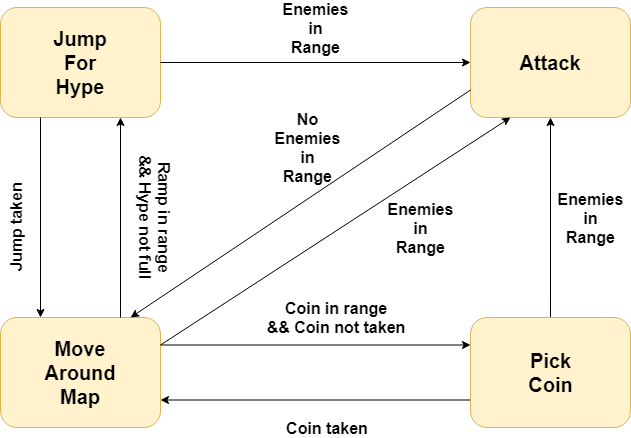 Jump
For
Hype
Enemies
in
Range
Attack
No
Enemies
in
Range
Ramp in range
&& Hype not full
Jump taken
Enemies
in
Range
Enemies
in
Range
Coin in range
&& Coin not taken
Move
Around
Map
Pick
Coin
Coin taken